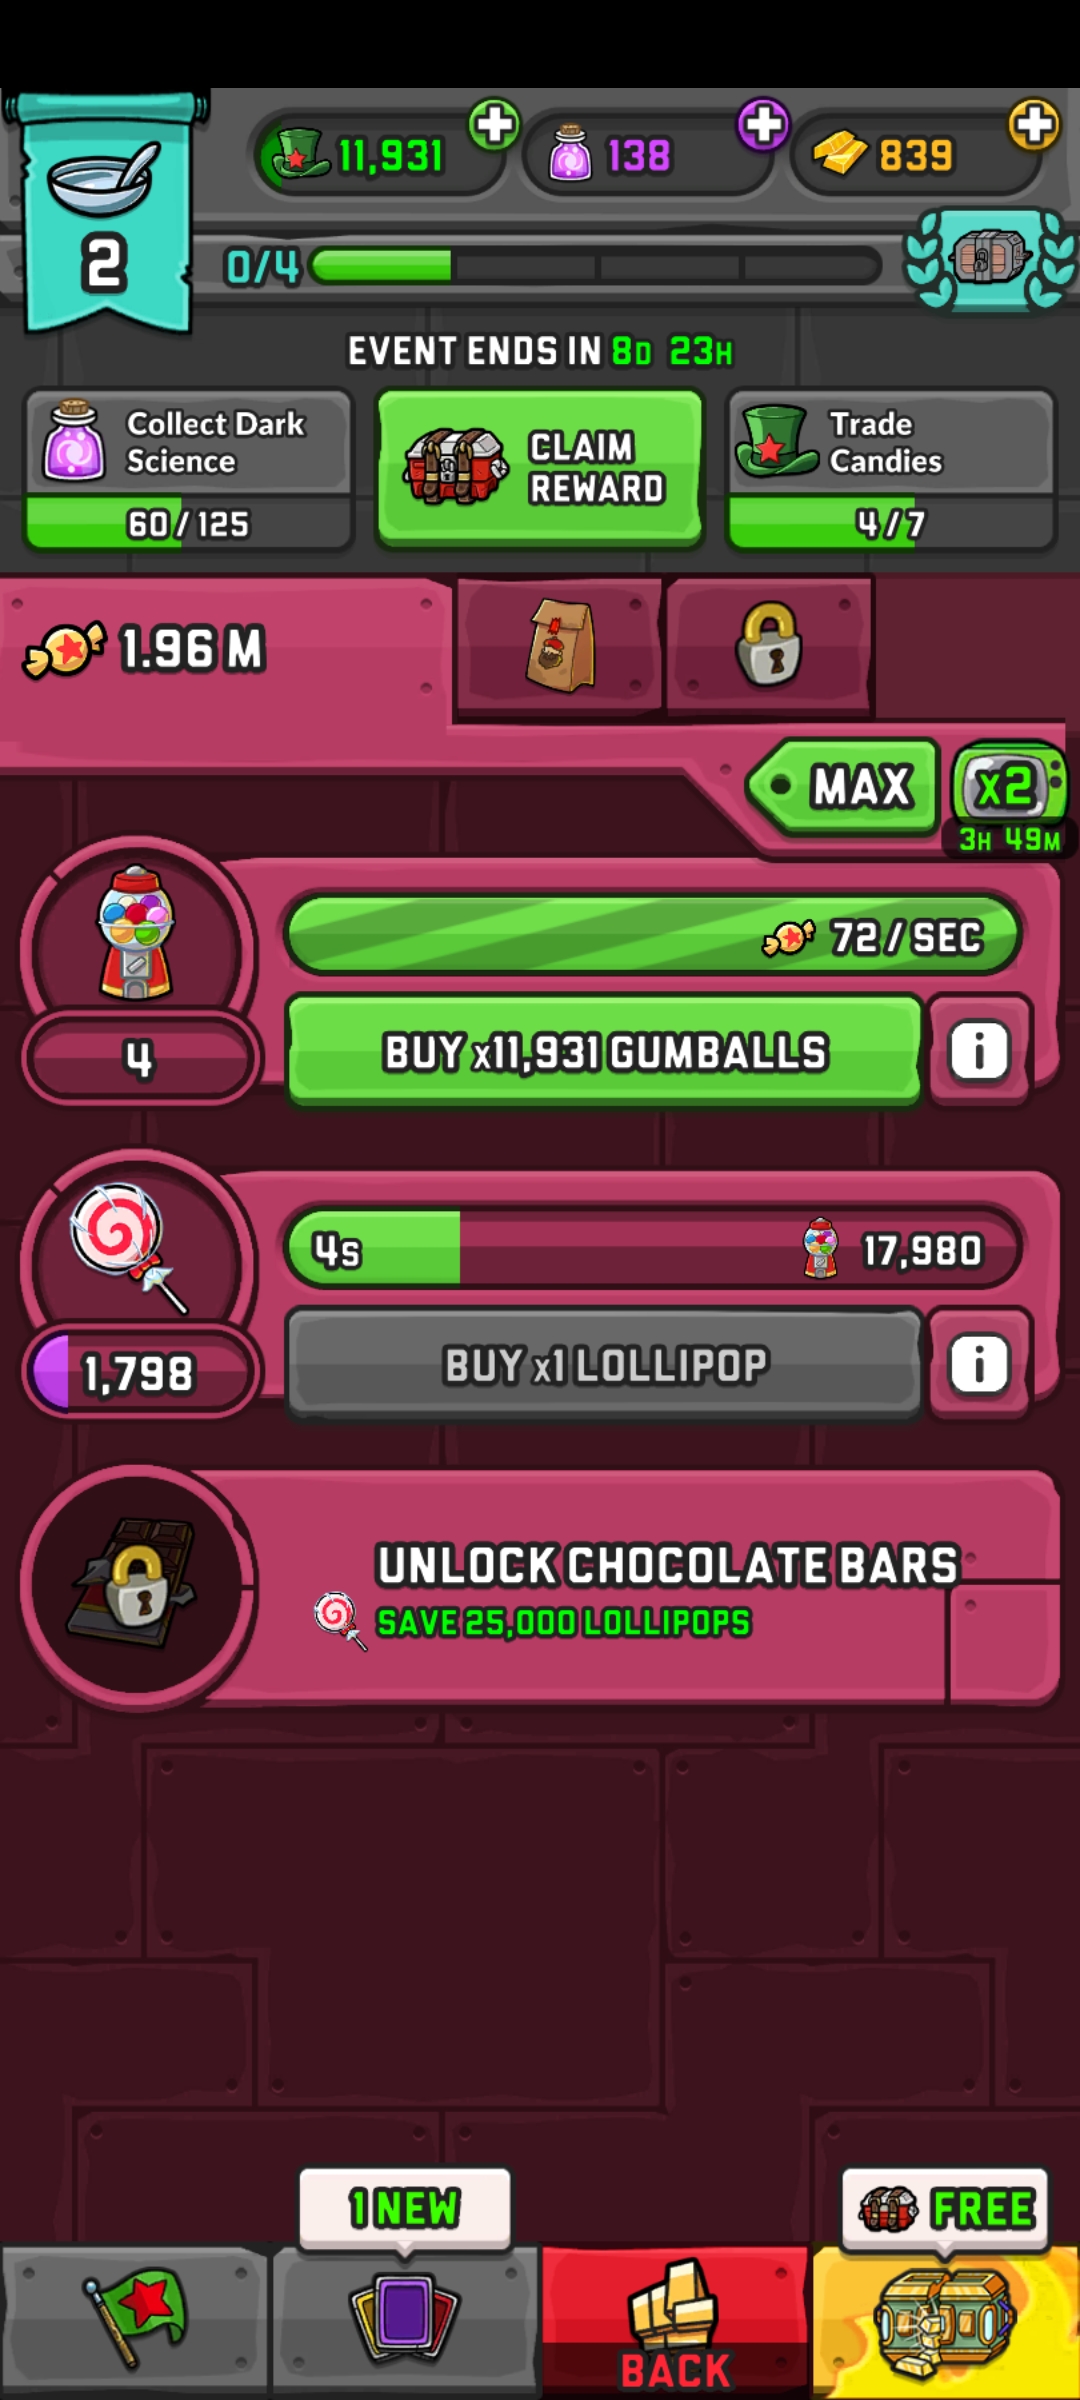 11,931
138
839
2
0/4
EVENT ENDS IN 8D 23H
Collect Dark
Science
60/125
CLAIM
REWARD
Trade
Candies
4/7
1.96 M
MAX
x2
3H 49M
72/SEC
4
BUY x11,931 GUMBALLS
4S
17,980
1,798
BUY x1 LOLLIPOP
UNLOCK CHOCOLATE BARS
SAVE 25,000 LOLLIPOPS
1 NEW
FREE
BACK